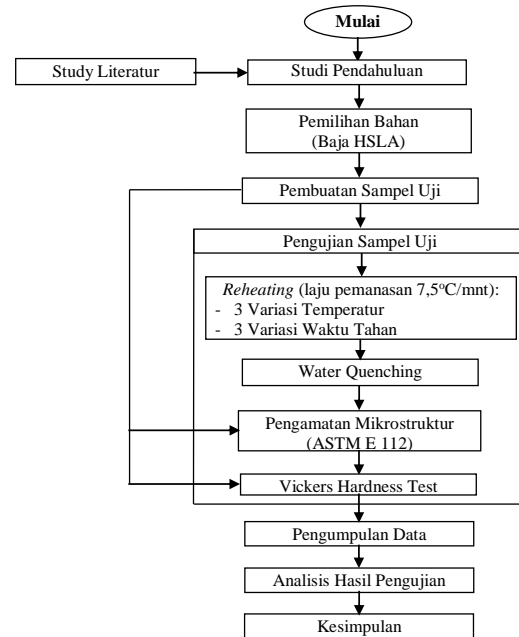 Mulai
Study Literatur
Studi Pendahuluan
Pemilihan Bahan
(Baja HSLA)
Pembuatan Sampel Uji
Pengujian Sampel Uji
Reheating (laju pemanasan 7,5°C/mnt):
- 3 Variasi Temperatur
- 3 Variasi Waktu Tahan
Water Quenching
Pengamatan Mikrostruktur
(ASTM E 112)
Vickers Hardness Test
Pengumpulan Data
Analisis Hasil Pengujian
Kesimpulan